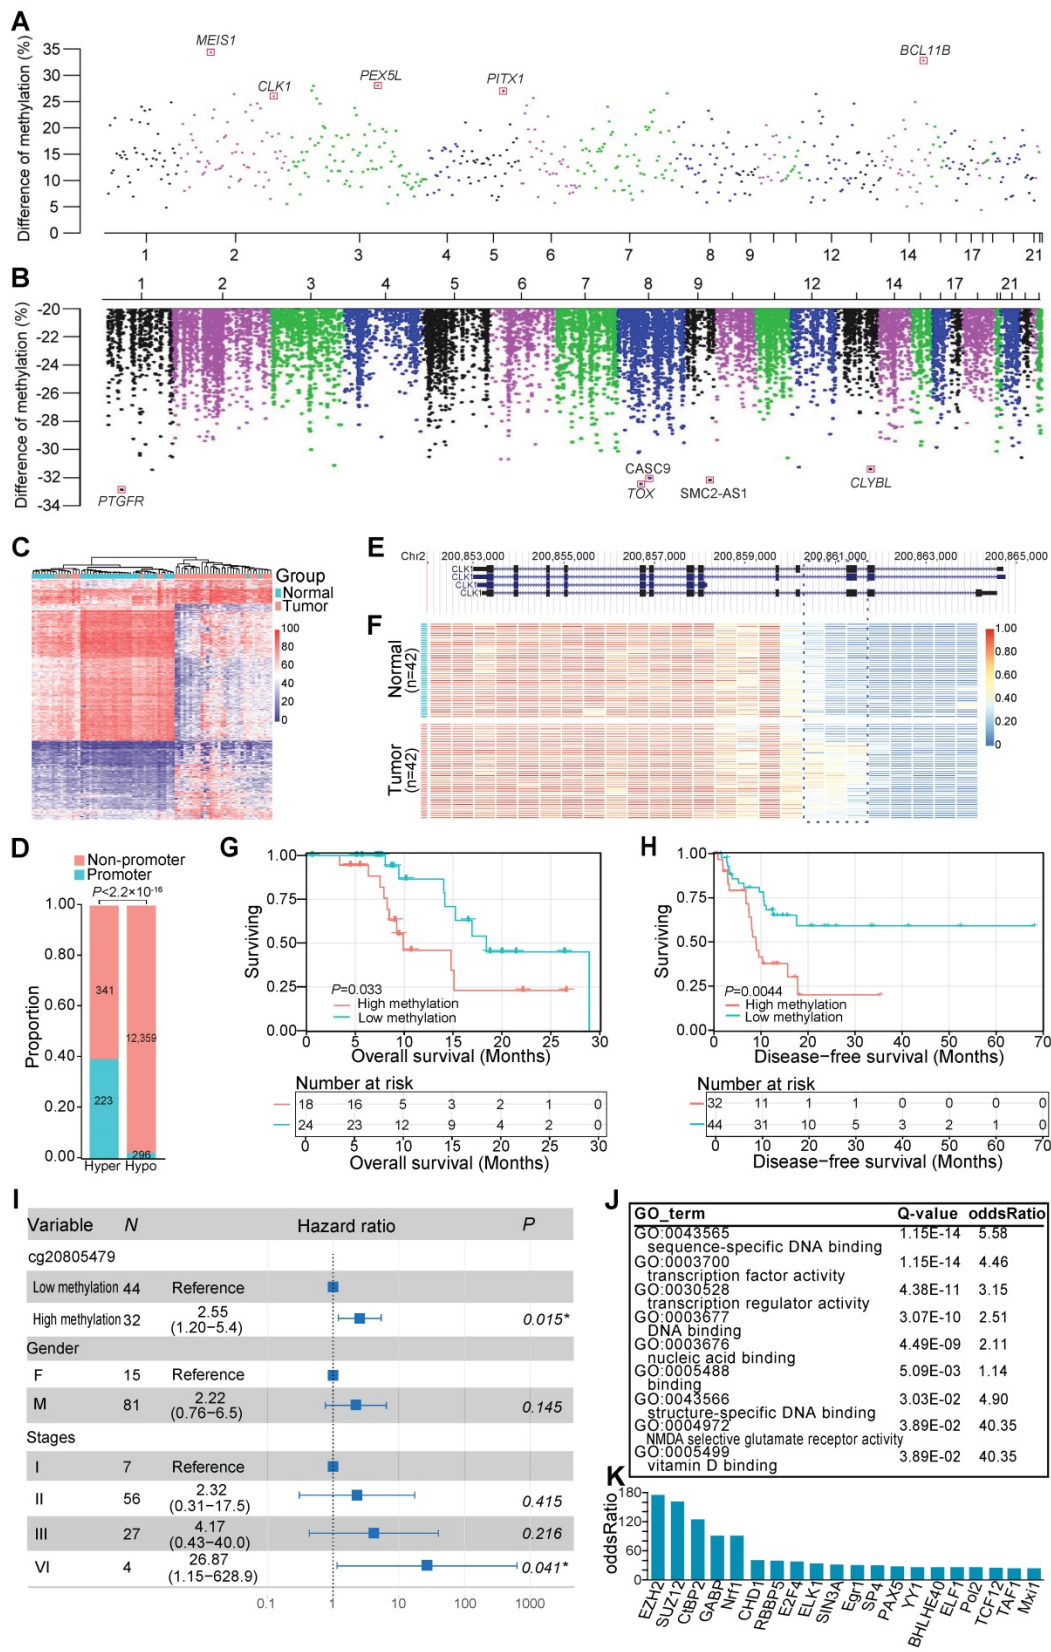 A
Difference of methylation (%)
35
30
25
20
15
10
5
0
MEIS1
CLK1
PEX5L
PITX1
BCL11B
1 2 3 4 5 6 7 8 9 12 14 17 21
B
1 2 3 4 5 6 7 8 9 12 14 17 21
Difference of methylation (%)
-20
-22
-24
-26
-28
-30
-32
-34
PTGFR
CASC9
TOX
SMC2-AS1
CLYBL
C
Group
Normal
Tumor
100
80
60
40
20
0
D
Non-promoter
Promoter
P<2.2×10-16
Proportion
1.00
0.80
0.60
0.40
0.20
0.00
341
223
12,359
296
Hyper Hypo
E
Chr2 200,853,000 200,855,000 200,857,000 200,859,000 200,861,000 200,863,000 200,865,000
CLK1
CLK1
CLK1
CLK1
F
Normal
(n=42)
Tumor
(n=42)
1.00
0.80
0.60
0.40
0.20
0
G
Surviving
1.00
0.75
0.50
0.25
0.00
P=0.033
High methylation
Low methylation
0 5 10 15 20 25 30
Overall survival (Months)
Number at risk
18 16 5 3 2 1 0
24 23 12 9 4 2 0
0 5 10 15 20 25 30
Overall survival (Months)
H
Surviving
1.00
0.75
0.50
0.25
0.00
P=0.0044
High methylation
Low methylation
0 10 20 30 40 50 60 70
Disease−free survival (Months)
Number at risk
32 11 1 1 0 0 0 0
44 31 10 5 3 2 1 0
0 10 20 30 40 50 60 70
Disease−free survival (Months)
I
Variable N Hazard ratio P
cg20805479
Low methylation 44 Reference
High methylation 32 2.55
(1.20−5.4) 0.015*
Gender
F 15 Reference
M 81 2.22
(0.76−6.5) 0.145
Stages
I 7 Reference
II 56 2.32
(0.31−17.5) 0.415
III 27 4.17
(0.43−40.0) 0.216
VI 4 26.87
(1.15−628.9) 0.041*
0.1 1 10 100 1000
J
GO_term Q-value oddsRatio
GO:0043565 1.15E-14 5.58
sequence-specific DNA binding
GO:0003700 1.15E-14 4.46
transcription factor activity
GO:0030528 4.38E-11 3.15
transcription regulator activity
GO:0003677 3.07E-10 2.51
DNA binding
GO:0003676 4.49E-09 2.11
nucleic acid binding
GO:0005488 5.09E-03 1.14
binding
GO:0043566 3.03E-02 4.90
structure-specific DNA binding
GO:0004972 3.89E-02 40.35
NMDA selective glutamate receptor activity
GO:0005499 3.89E-02 40.35
vitamin D binding
K
oddsRatio
180
120
60
0
EZH2
SUZ12
CtBP2
GABP
Nrf1
CHD1
RBBP5
E2F4
ELK1
SIN3A
Egr1
SP4
PAX5
YY1
BHLHE40
ELF1
Pol2
TCF12
TAF1
Mxi1